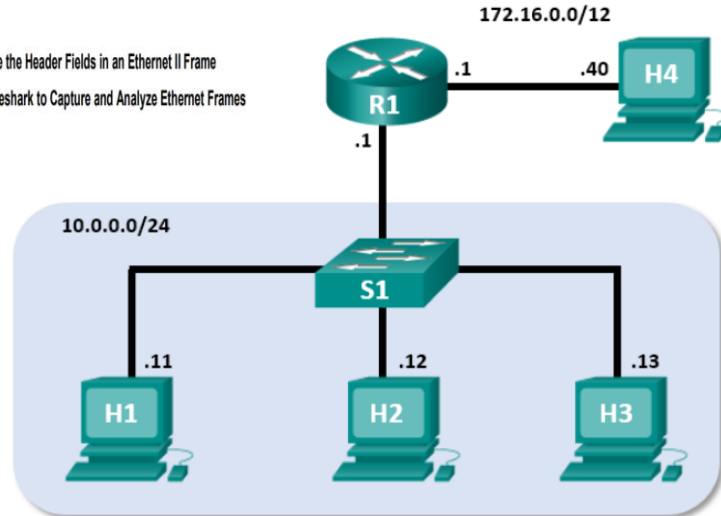 172.16.0.0/12
the Header Fields in an Ethernet II Frame
.1
.40
H4
to Capture and Analyze Ethernet Frames
R1
.1
10.0.0.0/24
S1
.11
.12
.13
H1
H2
H3